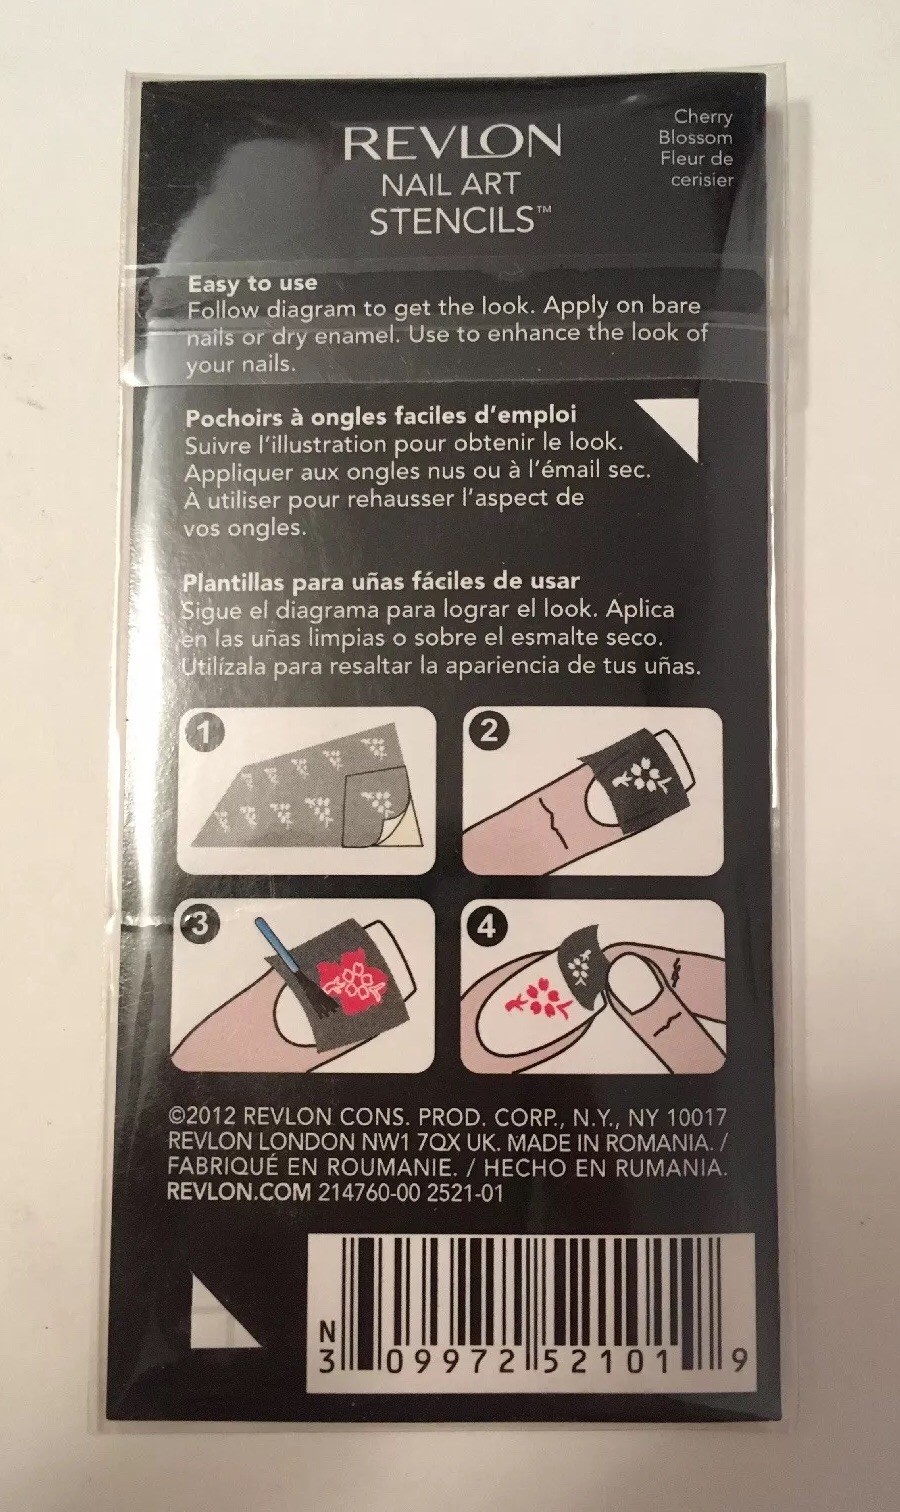 REVLON
NAIL ART
STENCILS™
Cherry
Blossom
Fleur de
cerisier
Easy to use
Follow diagram to get the look. Apply on bare
nails or dry enamel. Use to enhance the look of
your nails.
Pochoirs à ongles faciles d'emploi
Suivre l'illustration pour obtenir le look.
Appliquer aux ongles nus ou à l'émail sec.
À utiliser pour rehausser l'aspect de
vos ongles.
Plantillas para uñas fáciles de usar
Sigue el diagrama para lograr el look. Aplica
en las uñas limpias o sobre el esmalte seco.
Utilízala para resaltar la apariencia de tus uñas.
1
2
3
4
©2012 REVLON CONS. PROD. CORP., N.Y., NY 10017
REVLON LONDON NW1 7QX UK. MADE IN ROMANIA. /
FABRIQUÉ EN ROUMANIE. / HECHO EN RUMANIA.
REVLON.COM 214760-00 2521-01
N
3 09972 52101 9